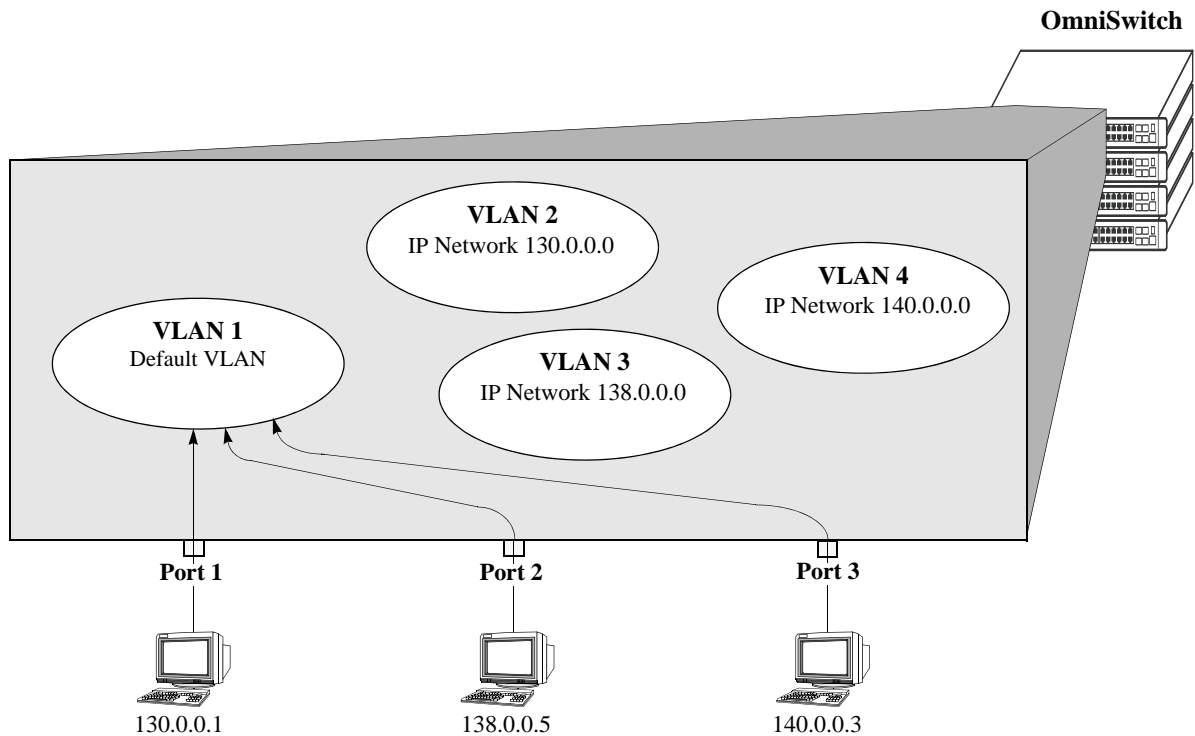 OmniSwitch
VLAN 2
IP Network 130.0.0.0
VLAN 4
IP Network 140.0.0.0
VLAN 1
Default VLAN
VLAN 3
IP Network 138.0.0.0
Port 1
Port 2
Port 3
130.0.0.1
138.0.0.5
140.0.0.3